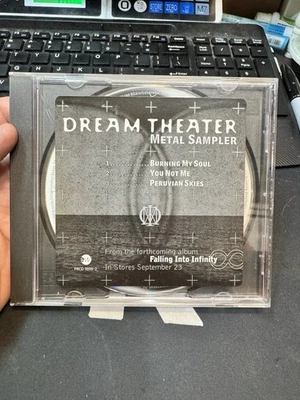 DREAM THEATER
METAL SAMPLER
1 ............ BURNING MY SOUL
2 ............ YOU NOT ME
3 ............ PERUVIAN SKIES
From the forthcoming album
Falling Into Infinity
In Stores September 23